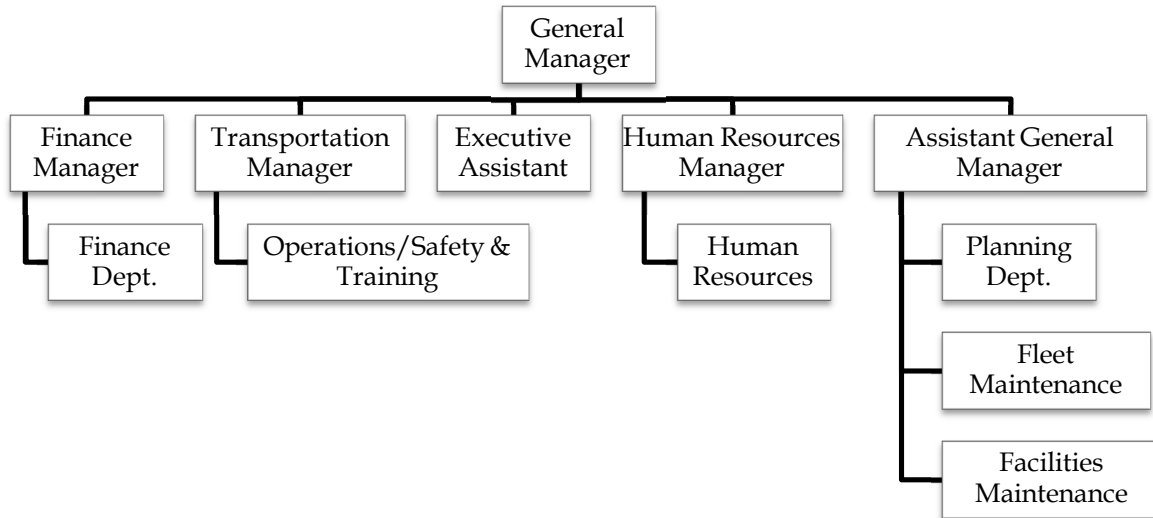 General
Manager
Finance
Manager
Transportation
Manager
Executive
Assistant
Human Resources
Manager
Assistant General
Manager
Finance
Dept.
Operations/Safety &
Training
Human
Resources
Planning
Dept.
Fleet
Maintenance
Facilities
Maintenance